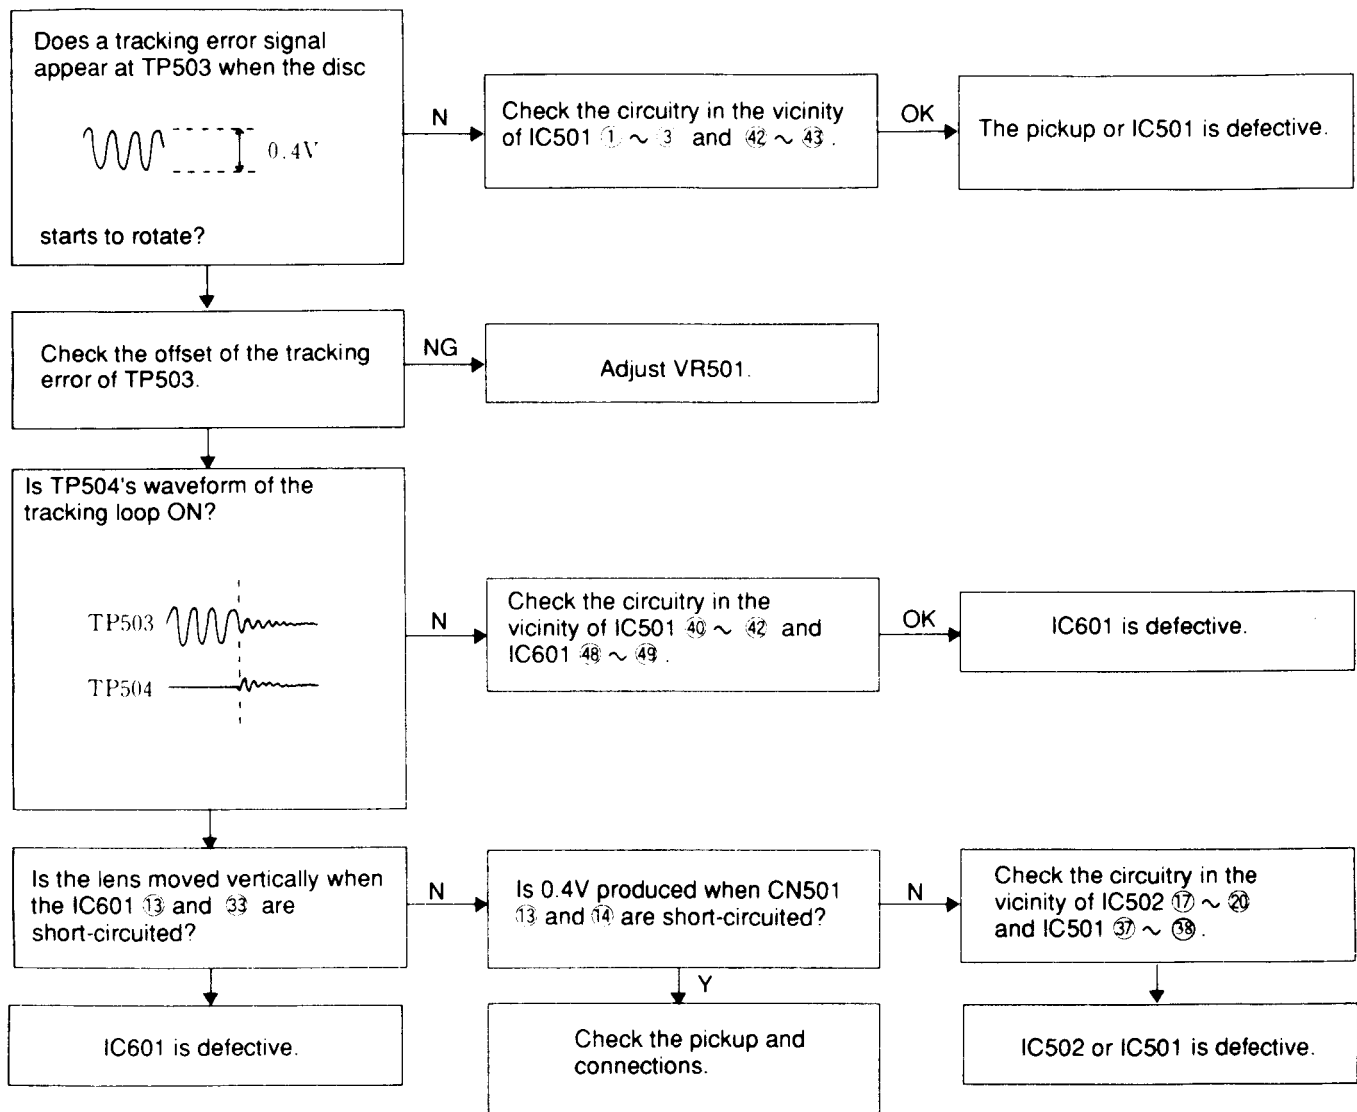 Does a tracking error signal
appear at TP503 when the disc
0.4V
starts to rotate?
N
Check the circuitry in the vicinity
of IC501 ① ~ ③ and ㊷ ~ ㊸.
OK
The pickup or IC501 is defective.
Check the offset of the tracking
error of TP503.
NG
Adjust VR501.
Is TP504's waveform of the
tracking loop ON?
TP503
TP504
N
Check the circuitry in the
vicinity of IC501 ㊵ ~ ㊷ and
IC601 ㊽ ~ ㊾.
OK
IC601 is defective.
Is the lens moved vertically when
the IC601 ⑬ and ㉝ are
short-circuited?
N
Is 0.4V produced when CN501
⑬ and ⑭ are short-circuited?
N
Check the circuitry in the
vicinity of IC502 ⑰ ~ ⑳
and IC501 ㊲ ~ ㊳.
Y
IC601 is defective.
Check the pickup and
connections.
IC502 or IC501 is defective.